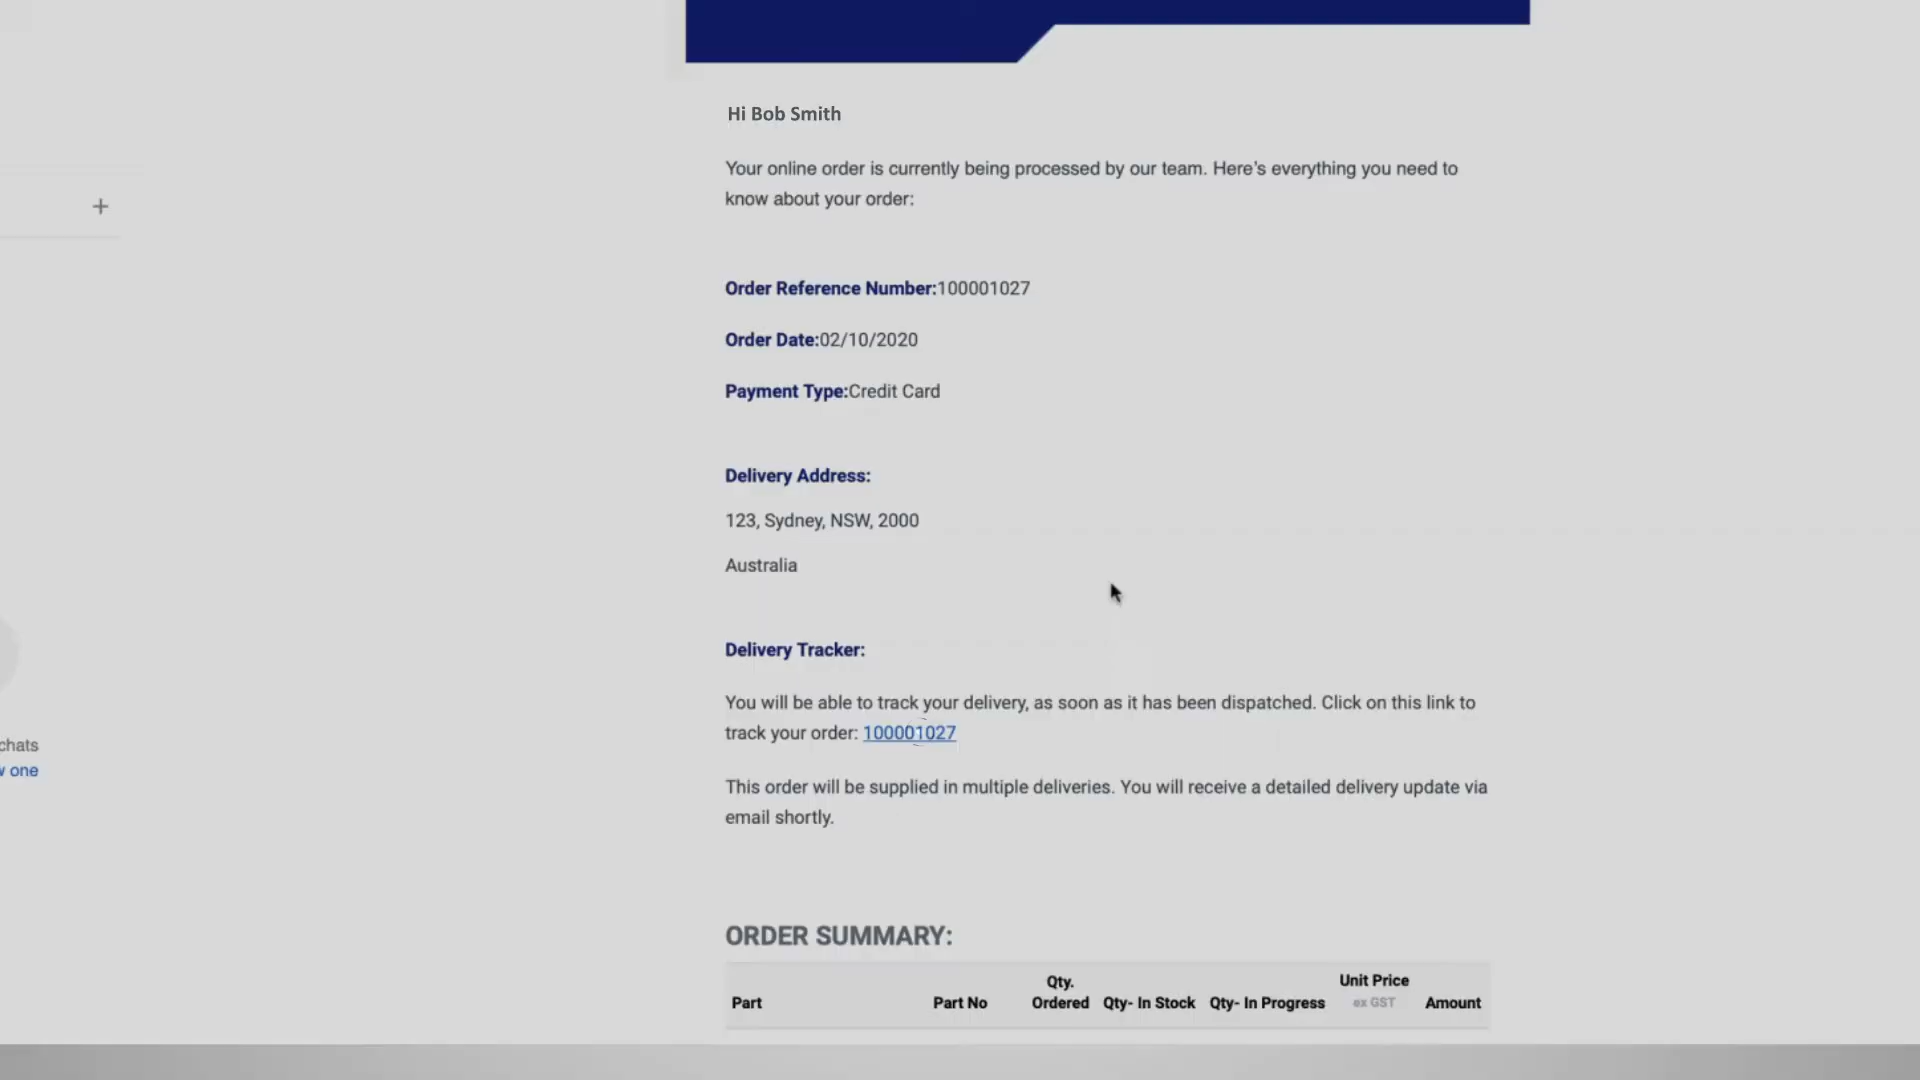 Hi Bob Smith
Your online order is currently being processed by our team. Here's everything you need to
know about your order:
Order Reference Number:100001027
Order Date:02/10/2020
Payment Type:Credit Card
Delivery Address:
123, Sydney, NSW, 2000
Australia
Delivery Tracker:
You will be able to track your delivery, as soon as it has been dispatched. Click on this link to
track your order: 100001027
chats
w one
This order will be supplied in multiple deliveries. You will receive a detailed delivery update via
email shortly.
ORDER SUMMARY:
Part Part No Qty. Ordered Qty- In Stock Qty- In Progress Unit Price ex GST Amount